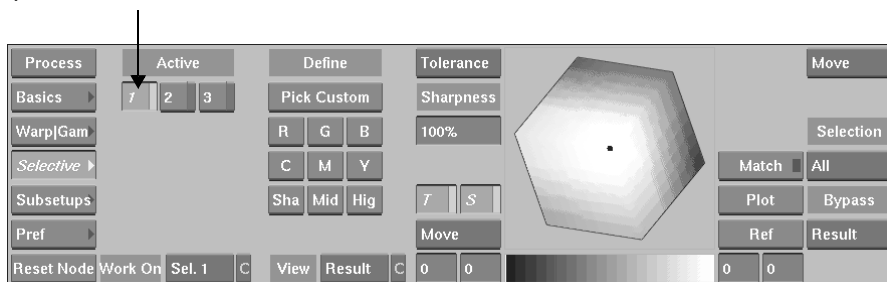 Process Active Define Tolerance Move
Basics 1 2 3 Pick Custom Sharpness
Warp|Gam R G B 100% Selection
Selective C M Y Match All
Subsetups Sha Mid Hig T S Plot Bypass
Pref Move Ref Result
Reset Node Work On Sel. 1 C View Result C 0 0 0 0